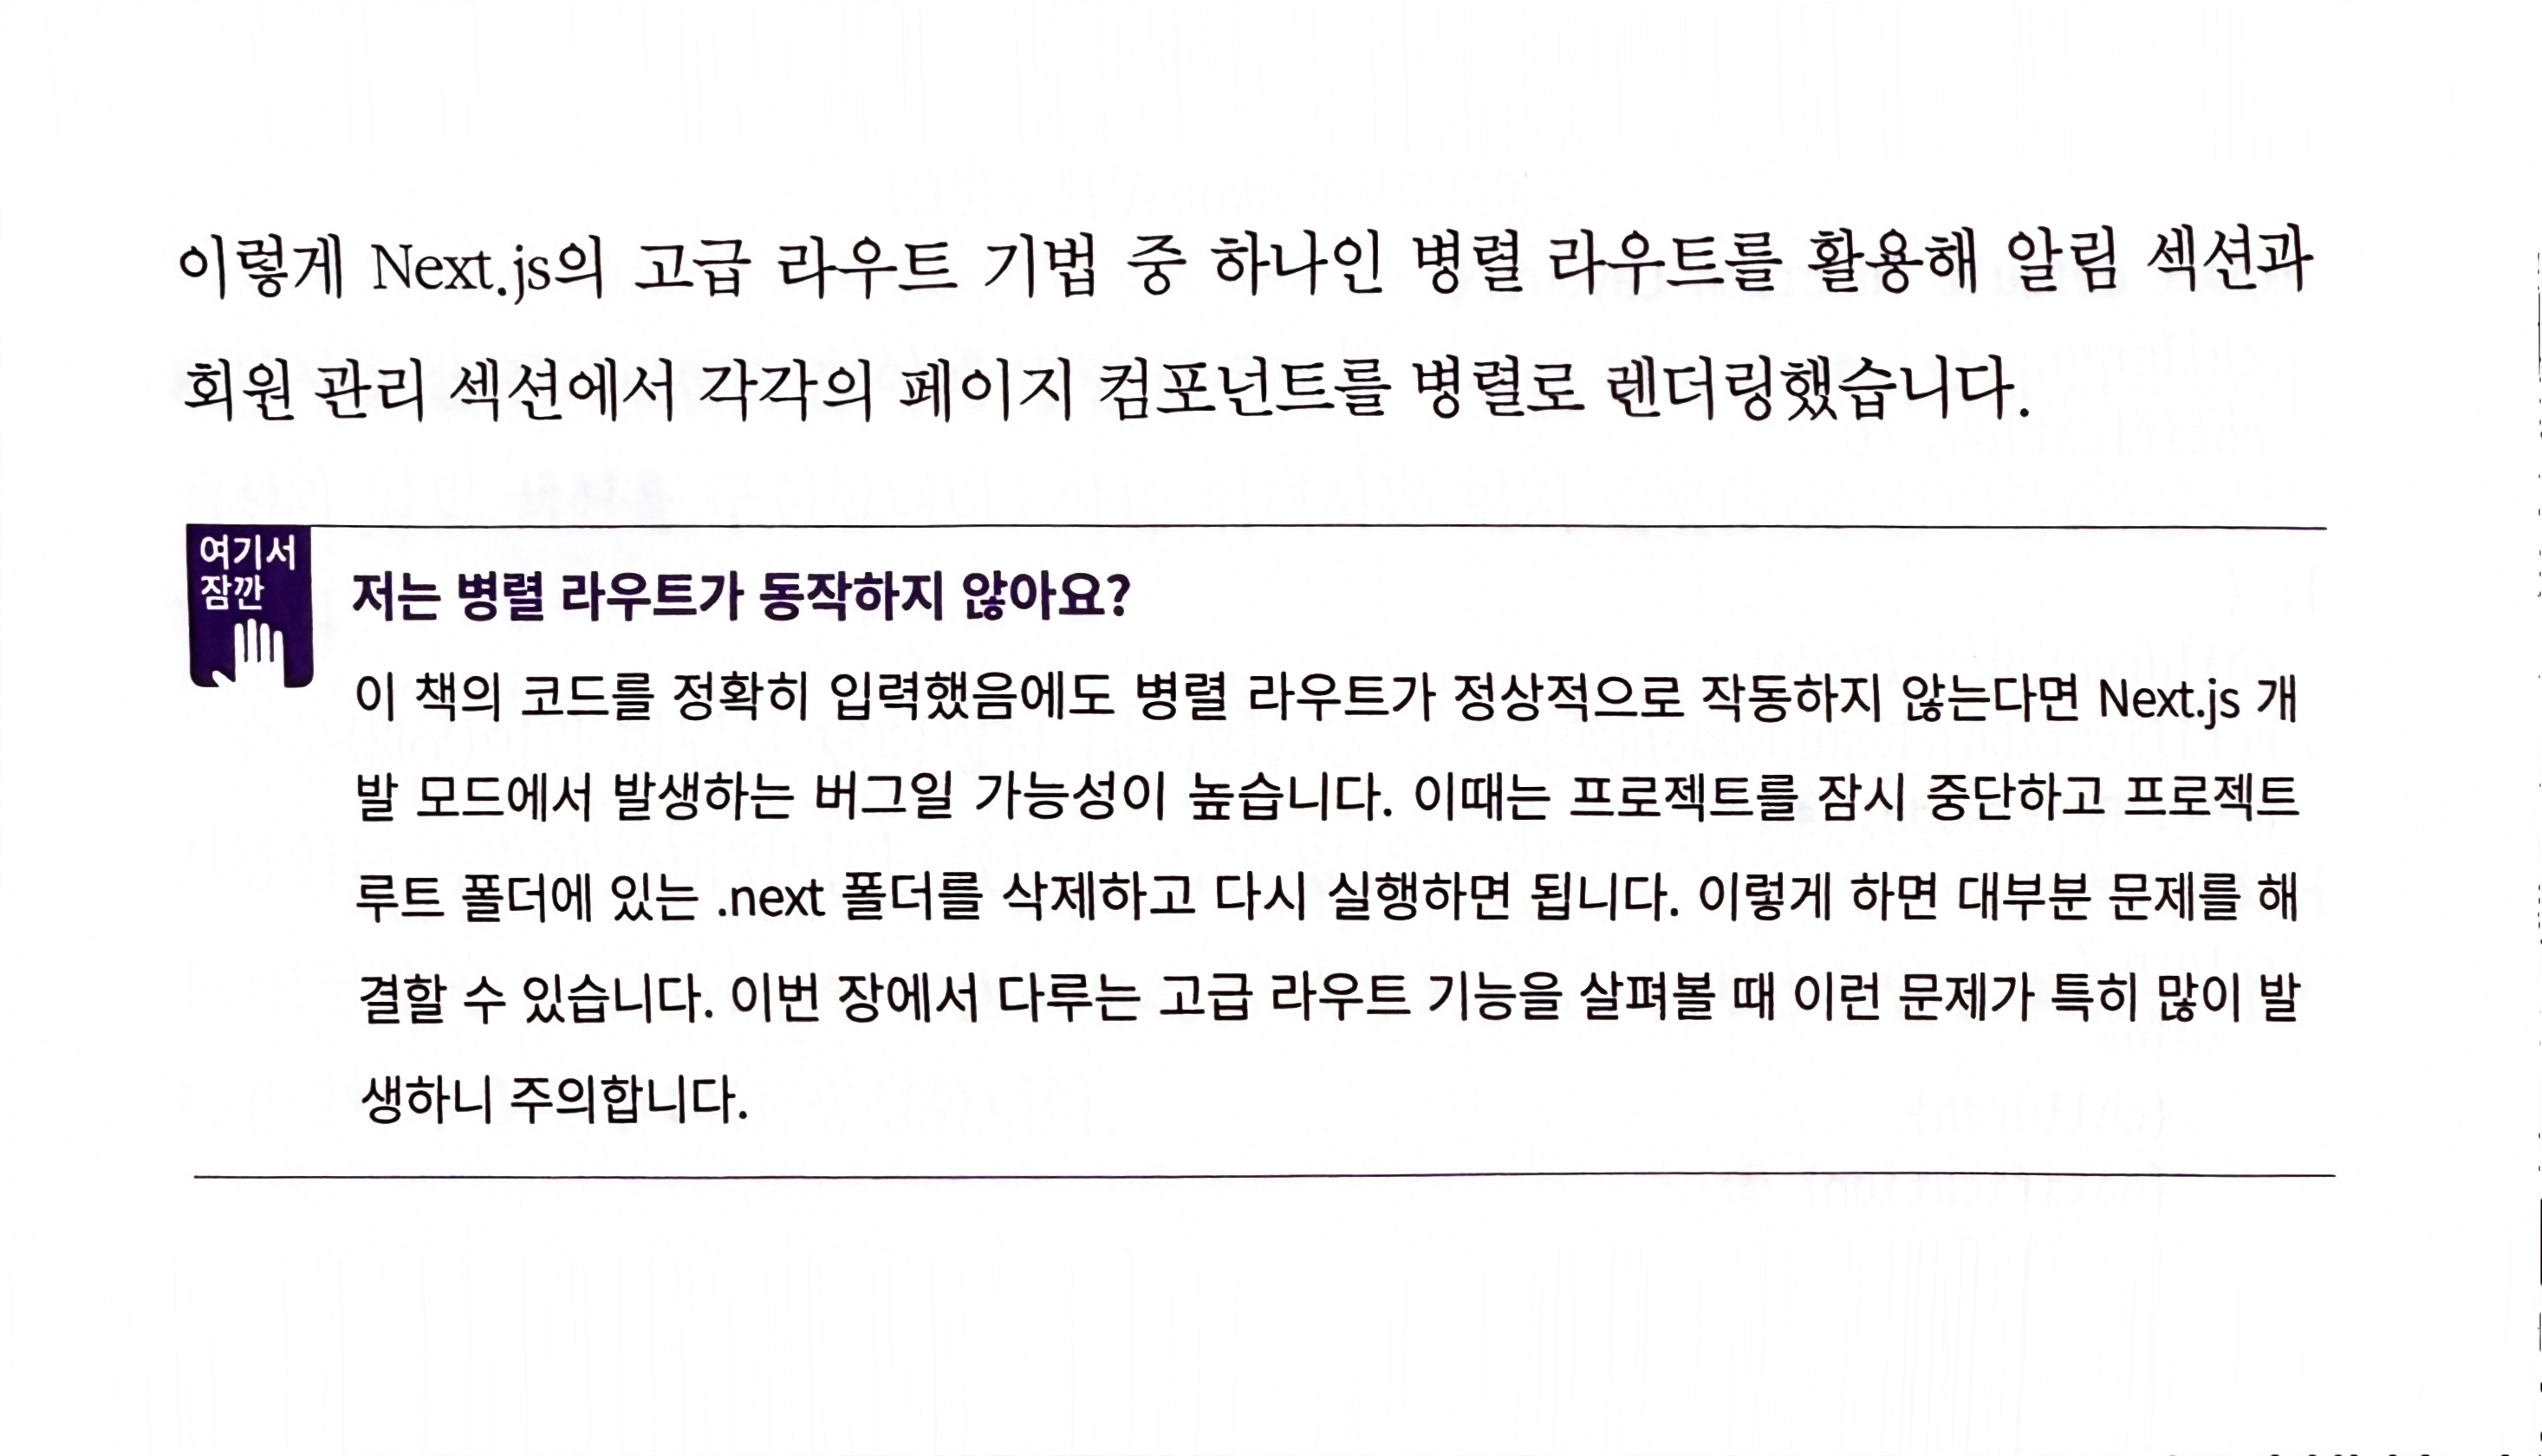 이렇게 Next.js의 고급 라우트 기법 중 하나인 병렬 라우트를 활용해 알림 섹션과
회원 관리 섹션에서 각각의 페이지 컴포넌트를 병렬로 렌더링했습니다.
여기서
잠깐
저는 병렬 라우트가 동작하지 않아요?
이 책의 코드를 정확히 입력했음에도 병렬 라우트가 정상적으로 작동하지 않는다면 Next.js 개
발 모드에서 발생하는 버그일 가능성이 높습니다. 이때는 프로젝트를 잠시 중단하고 프로젝트
루트 폴더에 있는 .next 폴더를 삭제하고 다시 실행하면 됩니다. 이렇게 하면 대부분 문제를 해
결할 수 있습니다. 이번 장에서 다루는 고급 라우트 기능을 살펴볼 때 이런 문제가 특히 많이 발
생하니 주의합니다.